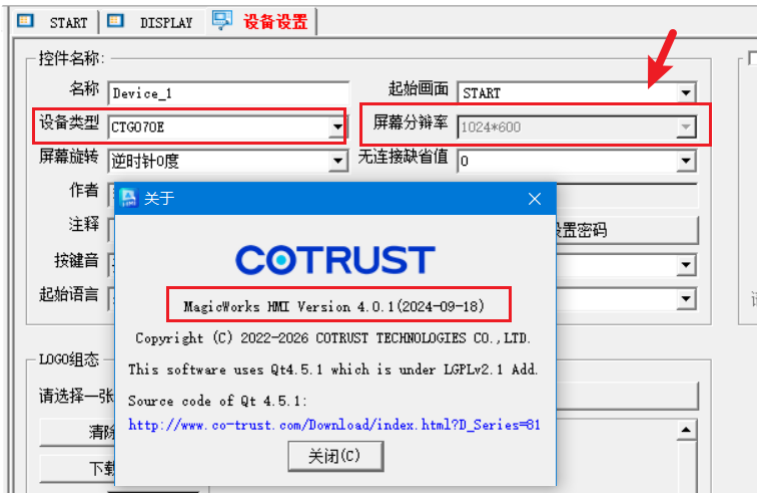 START DISPLAY 设备设置
控件名称:
名称 Device_1 起始画面 START
设备类型 CTG070E 屏幕分辩率 1024*600
屏幕旋转 逆时针0度 无连接缺省值 0
作者
注释 置密码
按键音
起始语言
关于
COTRUST
MagicWorks HMI Version 4.0.1(2024-09-18)
Copyright (C) 2022-2026 COTRUST TECHNOLOGIES CO.,LTD.
This software uses Qt4.5.1 which is under LGPLv2.1 Add.
Source code of Qt 4.5.1:
http://www.co-trust.com/Download/index.html?D_Series=81
关闭(C)
LOGO组态
请选择一张
清除
下载